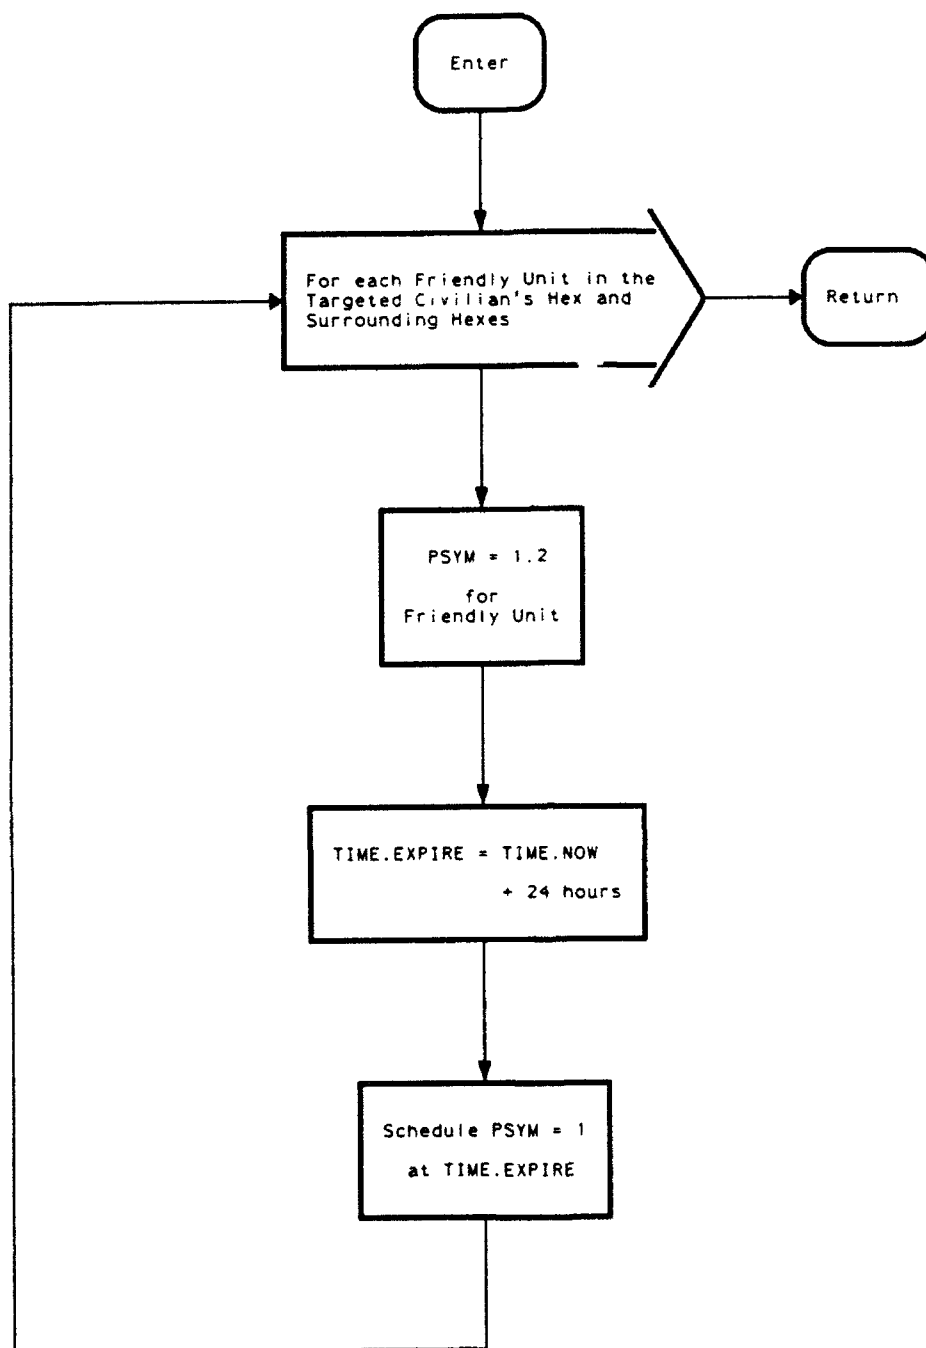 Enter
For each Friendly Unit in the
Targeted Civilian's Hex and
Surrounding Hexes
Return
PSYM = 1.2
for
Friendly Unit
TIME.EXPIRE = TIME.NOW
+ 24 hours
Schedule PSYM = 1
at TIME.EXPIRE